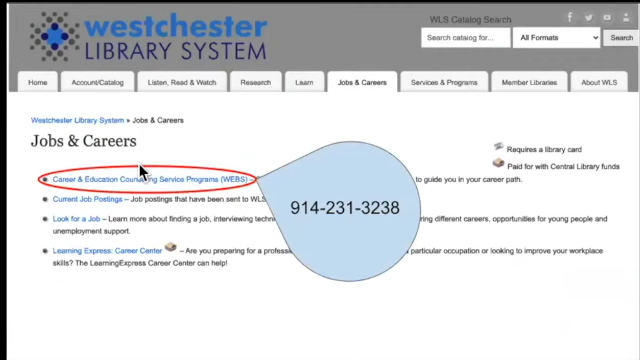 westchester
LIBRARY SYSTEM
WLS Catalog Search
Search catalog for... All Formats Search
Home Account/Catalog Listen, Read & Watch Research Learn Jobs & Careers Services & Programs Member Libraries About WLS
Westchester Library System » Jobs & Careers
Jobs & Careers
Requires a library card
Paid for with Central Library funds
Career & Education Counseling Service Programs (WEBS) – to guide you in your career path.
Current Job Postings – Job postings that have been sent to WLS
Look for a Job – Learn more about finding a job, interviewing different careers, opportunities for young people and
unemployment support.
Learning Express: Career Center – Are you preparing for a particular occupation or looking to improve your workplace
skills? The LearningExpress Career Center can help!
914-231-3238